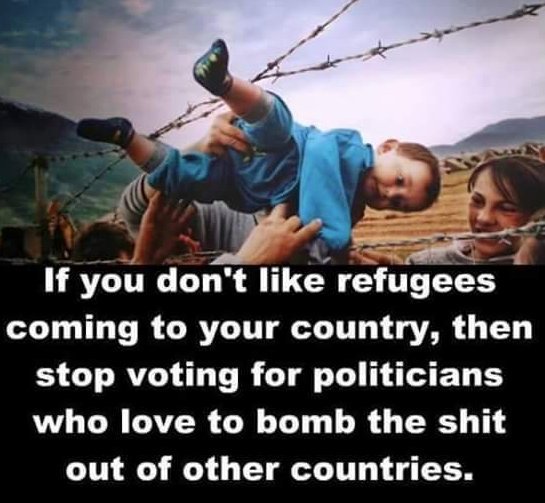 If you don't like refugees
coming to your country, then
stop voting for politicians
who love to bomb the shit
out of other countries.